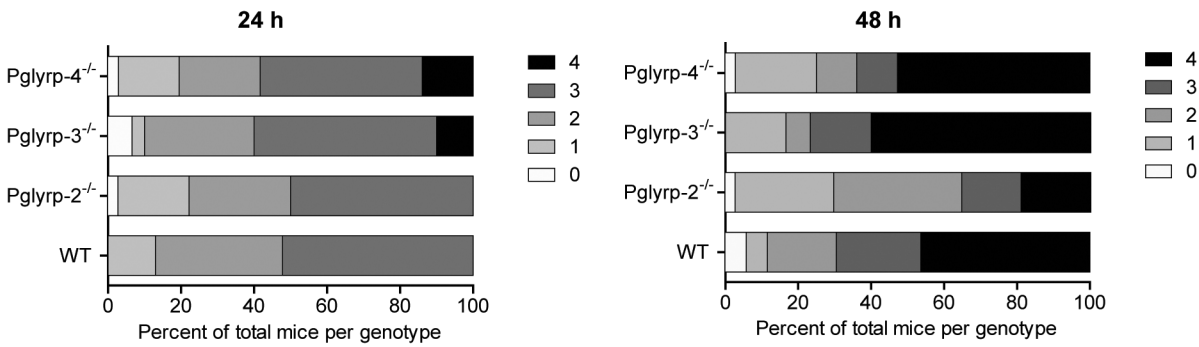 24 h
Pglyrp-4-/-
Pglyrp-3-/-
Pglyrp-2-/-
WT
0 20 40 60 80 100
Percent of total mice per genotype
4
3
2
1
0
48 h
Pglyrp-4-/-
Pglyrp-3-/-
Pglyrp-2-/-
WT
0 20 40 60 80 100
Percent of total mice per genotype
4
3
2
1
0